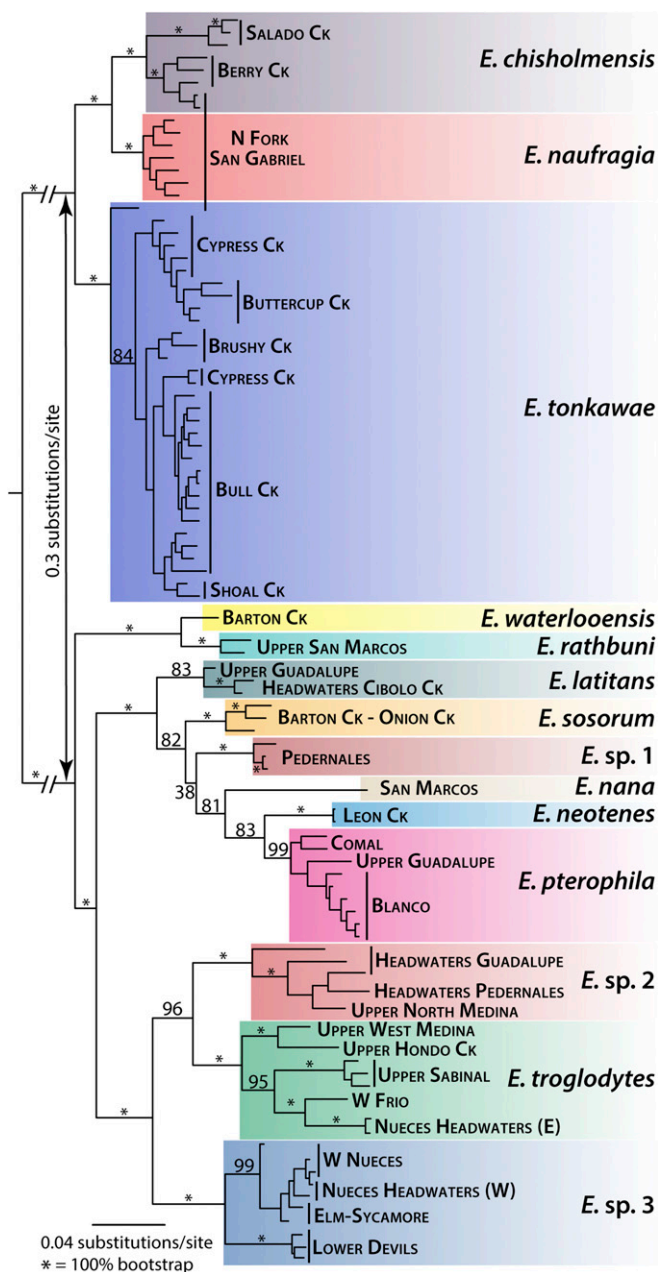 * SALADO CK
* BERRY CK
E. chisholmensis
*
*
N FORK
SAN GABRIEL
E. naufragia
*
*
CYPRESS CK
BUTTERCUP CK
84
BRUSHY CK
CYPRESS CK
E. tonkawae
BULL CK
SHOAL CK
0.3 substitutions/site
BARTON CK
E. waterlooensis
*
* UPPER SAN MARCOS
E. rathbuni
83 UPPER GUADALUPE
* HEADWATERS CIBOLO CK
E. latitans
*
* * BARTON CK - ONION CK
E. sosorum
82
* * PEDERNALES
E. sp. 1
*
38
SAN MARCOS
E. nana
81
* LEON CK
E. neotenes
83
99 COMAL
UPPER GUADALUPE
BLANCO
E. pterophila
*
* * HEADWATERS GUADALUPE
HEADWATERS PEDERNALES
UPPER NORTH MEDINA
E. sp. 2
96
* UPPER WEST MEDINA
UPPER HONDO CK
*
* UPPER SABINAL
95
* W FRIO
* NUECES HEADWATERS (E)
E. troglodytes
*
99 W NUECES
NUECES HEADWATERS (W)
ELM-SYCAMORE
*
* LOWER DEVILS
E. sp. 3
0.04 substitutions/site
* = 100% bootstrap